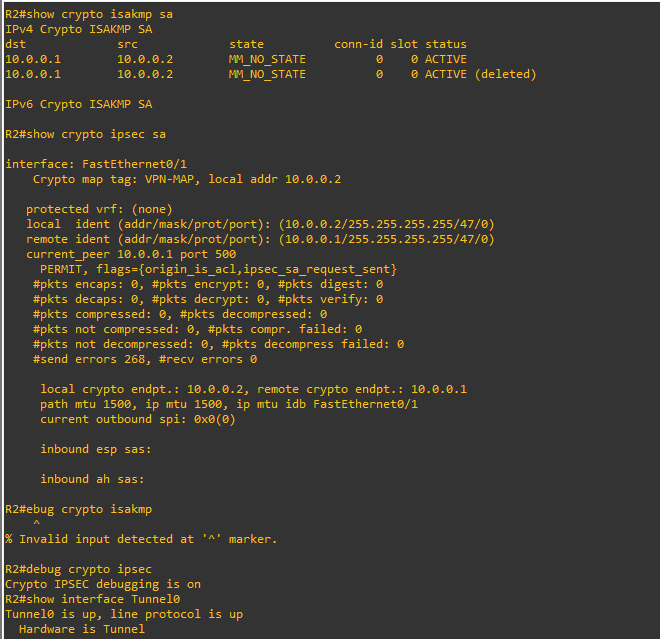 R2#show crypto isakmp sa
IPv4 Crypto ISAKMP SA
dst             src             state          conn-id slot status
10.0.0.1        10.0.0.2        MM_NO_STATE          0    0 ACTIVE
10.0.0.1        10.0.0.2        MM_NO_STATE          0    0 ACTIVE (deleted)
IPv6 Crypto ISAKMP SA
R2#show crypto ipsec sa
interface: FastEthernet0/1
    Crypto map tag: VPN-MAP, local addr 10.0.0.2
   protected vrf: (none)
   local  ident (addr/mask/prot/port): (10.0.0.2/255.255.255.255/47/0)
   remote ident (addr/mask/prot/port): (10.0.0.1/255.255.255.255/47/0)
   current_peer 10.0.0.1 port 500
     PERMIT, flags={origin_is_acl,ipsec_sa_request_sent}
    #pkts encaps: 0, #pkts encrypt: 0, #pkts digest: 0
    #pkts decaps: 0, #pkts decrypt: 0, #pkts verify: 0
    #pkts compressed: 0, #pkts decompressed: 0
    #pkts not compressed: 0, #pkts compr. failed: 0
    #pkts not decompressed: 0, #pkts decompress failed: 0
    #send errors 268, #recv errors 0
     local crypto endpt.: 10.0.0.2, remote crypto endpt.: 10.0.0.1
     path mtu 1500, ip mtu 1500, ip mtu idb FastEthernet0/1
     current outbound spi: 0x0(0)
     inbound esp sas:
     inbound ah sas:
R2#ebug crypto isakmp
    ^
% Invalid input detected at '^' marker.
R2#debug crypto ipsec
Crypto IPSEC debugging is on
R2#show interface Tunnel0
Tunnel0 is up, line protocol is up
  Hardware is Tunnel